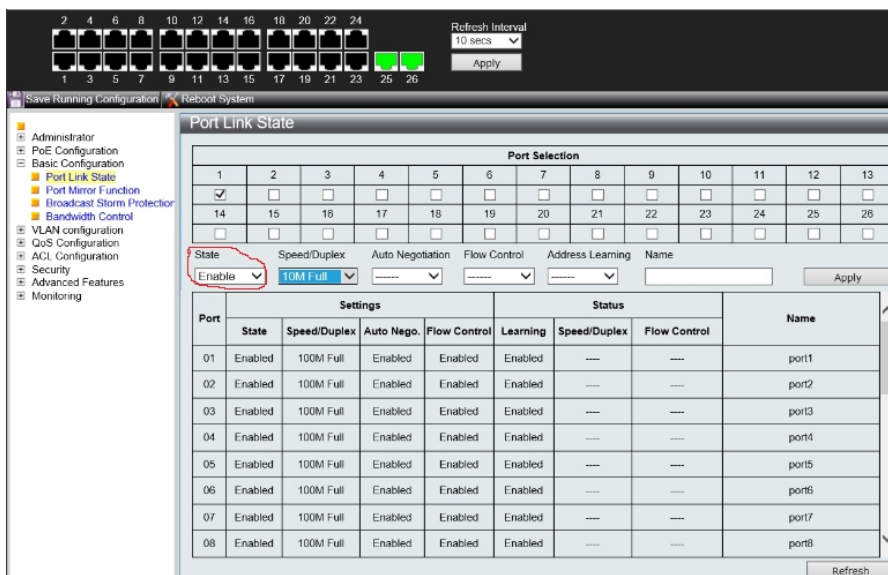 2 4 6 8 10 12 14 16 18 20 22 24
Refresh Interval
10 secs
Apply
1 3 5 7 9 11 13 15 17 19 21 23 25 26
Save Running Configuration Reboot System
Administrator
PoE Configuration
Basic Configuration
Port Link State
Port Mirror Function
Broadcast Storm Protection
Bandwidth Control
VLAN configuration
QoS Configuration
ACL Configuration
Security
Advanced Features
Monitoring
Port Link State
Port Selection
1 2 3 4 5 6 7 8 9 10 11 12 13
14 15 16 17 18 19 20 21 22 23 24 25 26
State Speed/Duplex Auto Negotiation Flow Control Address Learning Name
Enable 10M Full ------ ------ ------ Apply
Port Settings Status Name
State Speed/Duplex Auto Nego. Flow Control Learning Speed/Duplex Flow Control
01 Enabled 100M Full Enabled Enabled Enabled ---- ---- port1
02 Enabled 100M Full Enabled Enabled Enabled ---- ---- port2
03 Enabled 100M Full Enabled Enabled Enabled ---- ---- port3
04 Enabled 100M Full Enabled Enabled Enabled ---- ---- port4
05 Enabled 100M Full Enabled Enabled Enabled ---- ---- port5
06 Enabled 100M Full Enabled Enabled Enabled ---- ---- port6
07 Enabled 100M Full Enabled Enabled Enabled ---- ---- port7
08 Enabled 100M Full Enabled Enabled Enabled ---- ---- port8
Refresh